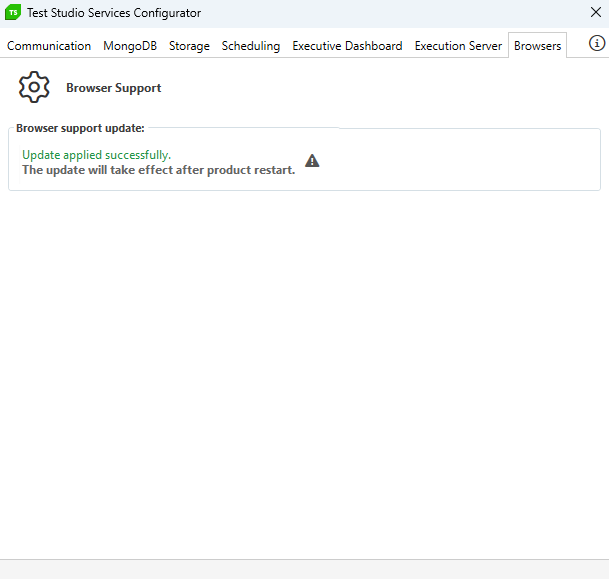 TS Test Studio Services Configurator
Communication MongoDB Storage Scheduling Executive Dashboard Execution Server Browsers
Browser Support
Browser support update:
Update applied successfully.
The update will take effect after product restart.